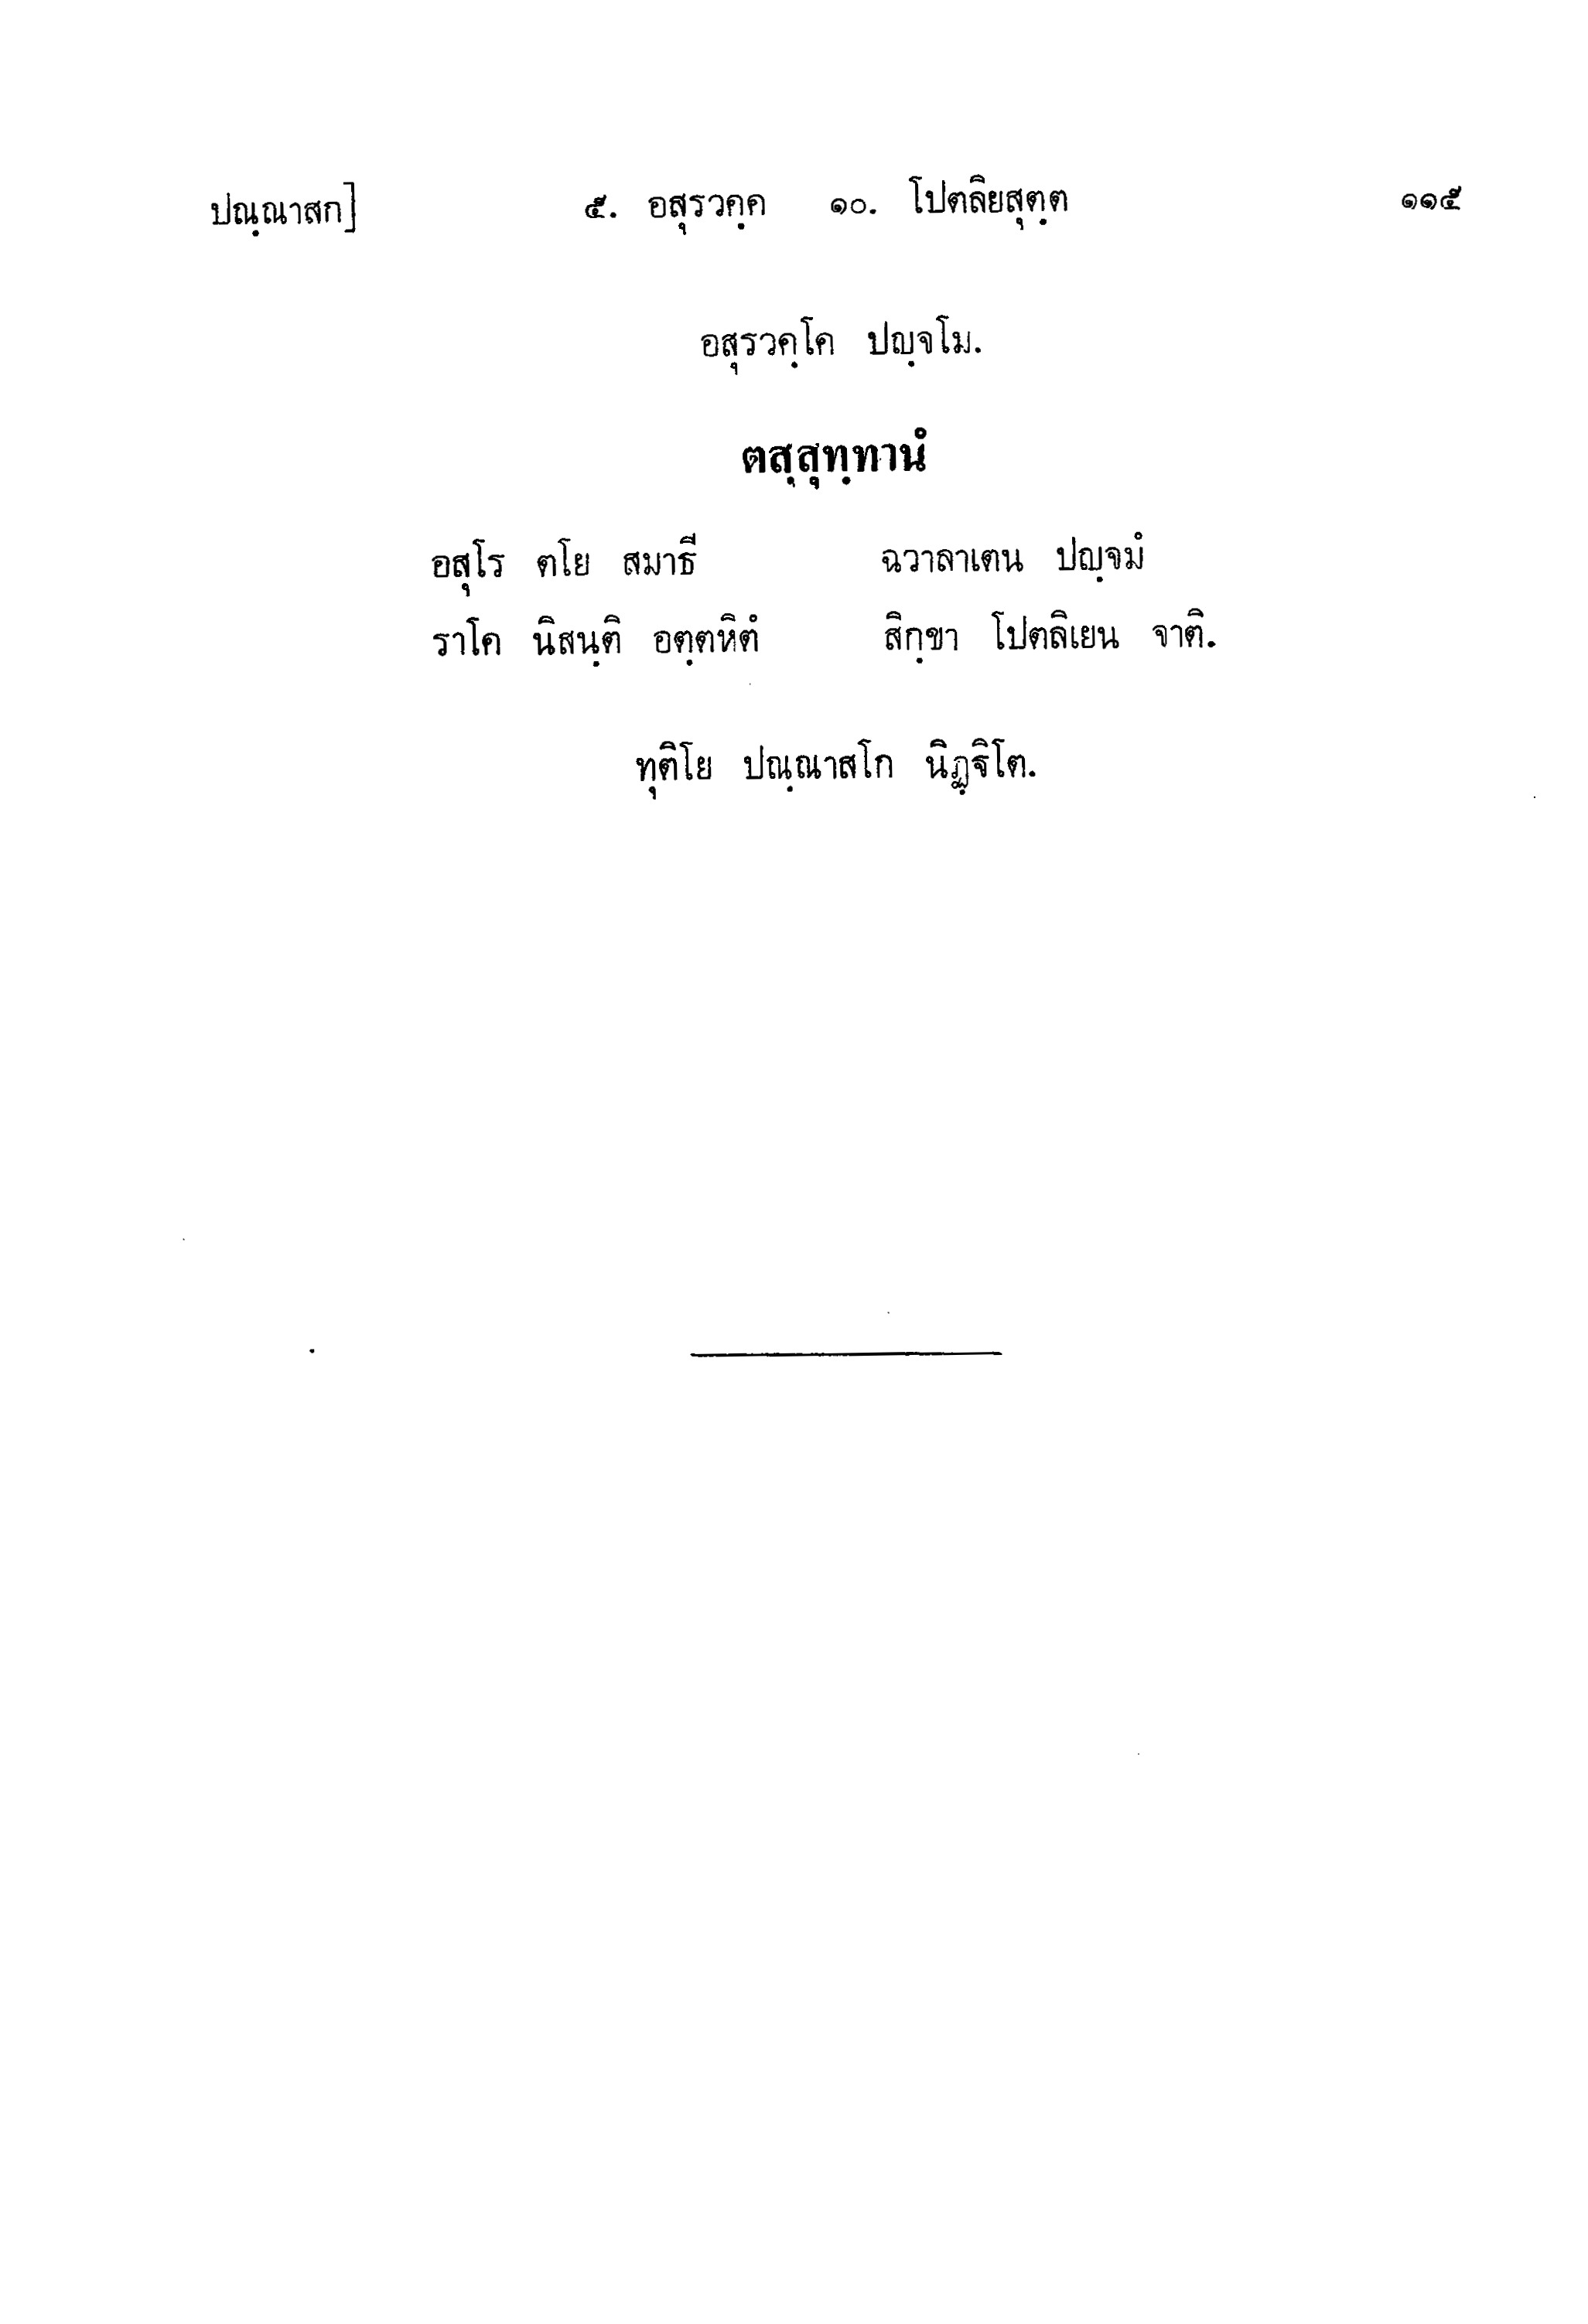 ปณฺณาสก] ๕. อสุรวคฺค ๑๐. โปตลิยสุตฺต ๑๑๕
อสุรวคฺโค ปญฺจโม.
ตสฺสุทฺทานํ
อสุโร ตโย สมาธี ฉวาลาเตน ปญฺจมํ
ราโค นิสนฺติ อตฺตหิตํ สิกฺขา โปตลิเยน จาติ.
ทุติโย ปณฺณาสโก นิฏฺฐิโต.